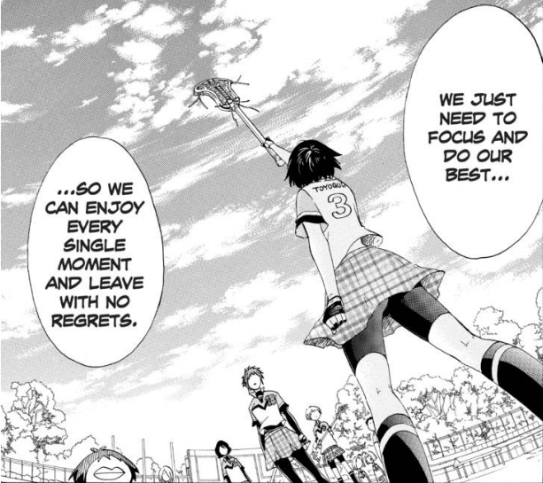 WE JUST
NEED TO
FOCUS AND
DO OUR
BEST...
...SO WE
CAN ENJOY
EVERY
SINGLE
MOMENT
AND LEAVE
WITH NO
REGRETS.
3